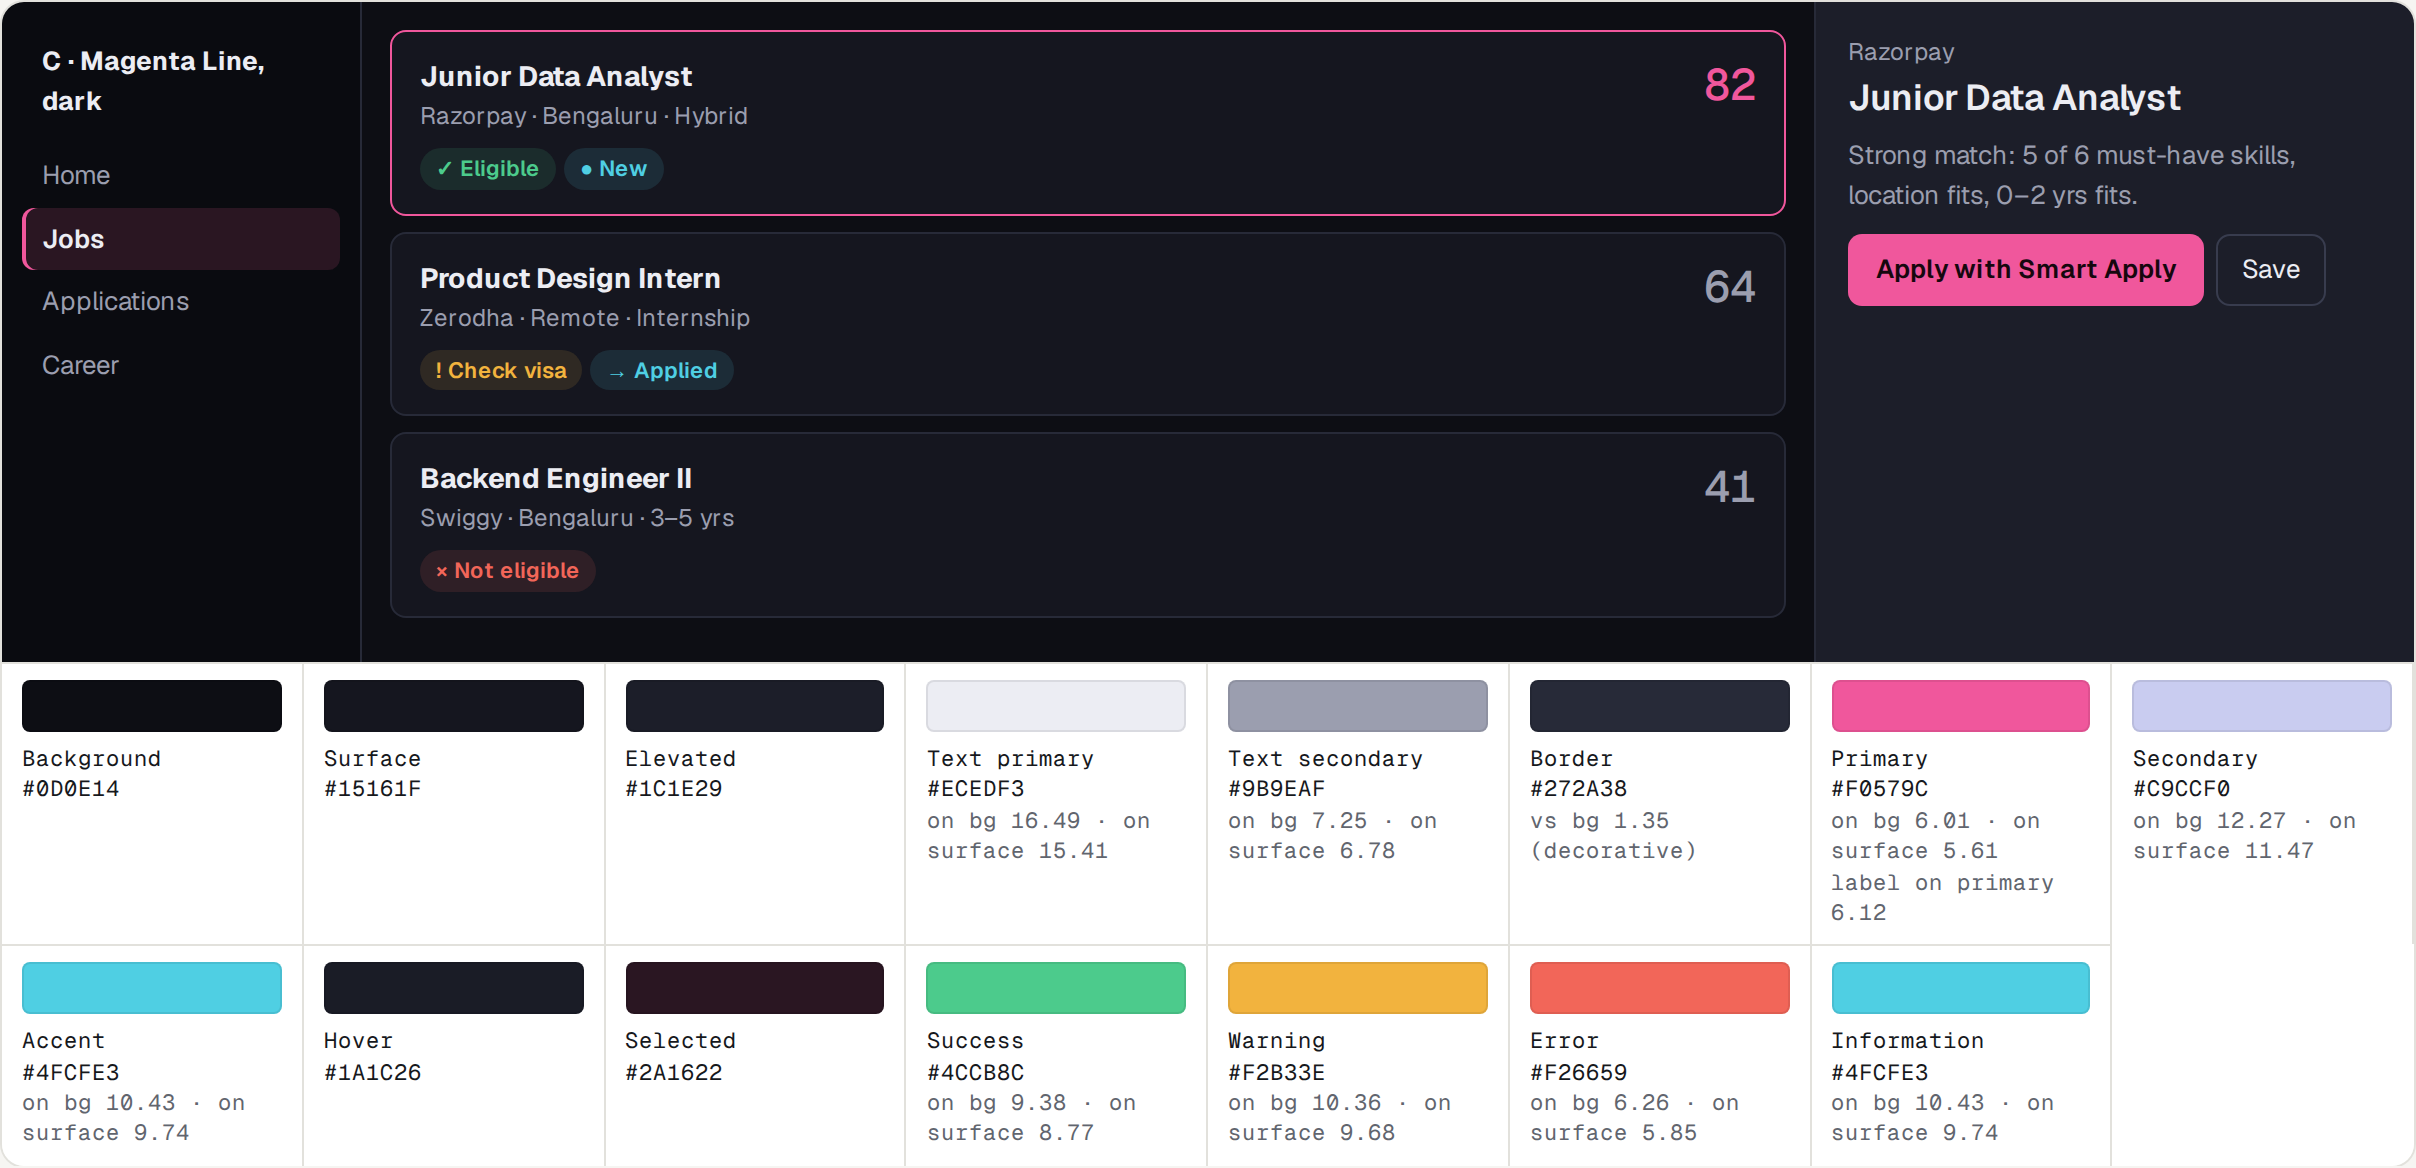 C · Magenta Line,
dark
Home
Jobs
Applications
Career
Junior Data Analyst
82
Razorpay · Bengaluru · Hybrid
✓ Eligible
● New
Product Design Intern
64
Zerodha · Remote · Internship
! Check visa
→ Applied
Backend Engineer II
41
Swiggy · Bengaluru · 3–5 yrs
× Not eligible
Razorpay
Junior Data Analyst
Strong match: 5 of 6 must-have skills,
location fits, 0–2 yrs fits.
Apply with Smart Apply
Save
Background
#0D0E14
Surface
#15161F
Elevated
#1C1E29
Text primary
#ECEDF3
on bg 16.49 · on
surface 15.41
Text secondary
#9B9EAF
on bg 7.25 · on
surface 6.78
Border
#272A38
vs bg 1.35
(decorative)
Primary
#F0579C
on bg 6.01 · on
surface 5.61
label on primary
6.12
Secondary
#C9CCF0
on bg 12.27 · on
surface 11.47
Accent
#4FCFE3
on bg 10.43 · on
surface 9.74
Hover
#1A1C26
Selected
#2A1622
Success
#4CCB8C
on bg 9.38 · on
surface 8.77
Warning
#F2B33E
on bg 10.36 · on
surface 9.68
Error
#F26659
on bg 6.26 · on
surface 5.85
Information
#4FCFE3
on bg 10.43 · on
surface 9.74